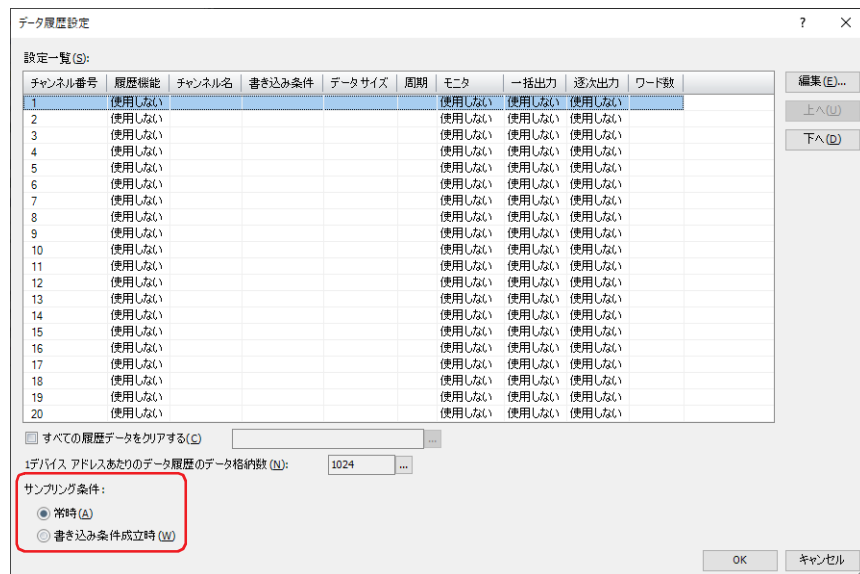 データ履歴設定 ? ×
設定一覧(S):
チャンネル番号 履歴機能 チャンネル名 書き込み条件 データ サイズ 周期 モニタ 一括出力 逐次出力 ワード数 編集(E)...
1 使用しない 使用しない 使用しない 使用しない 上へ(U)
2 使用しない 使用しない 使用しない 使用しない
3 使用しない 使用しない 使用しない 使用しない 下へ(D)
4 使用しない 使用しない 使用しない 使用しない
5 使用しない 使用しない 使用しない 使用しない
6 使用しない 使用しない 使用しない 使用しない
7 使用しない 使用しない 使用しない 使用しない
8 使用しない 使用しない 使用しない 使用しない
9 使用しない 使用しない 使用しない 使用しない
10 使用しない 使用しない 使用しない 使用しない
11 使用しない 使用しない 使用しない 使用しない
12 使用しない 使用しない 使用しない 使用しない
13 使用しない 使用しない 使用しない 使用しない
14 使用しない 使用しない 使用しない 使用しない
15 使用しない 使用しない 使用しない 使用しない
16 使用しない 使用しない 使用しない 使用しない
17 使用しない 使用しない 使用しない 使用しない
18 使用しない 使用しない 使用しない 使用しない
19 使用しない 使用しない 使用しない 使用しない
20 使用しない 使用しない 使用しない 使用しない
すべての履歴データをクリアする(C) ...
1デバイス アドレスあたりのデータ履歴のデータ格納数(N): 1024 ...
サンプリング条件:
常時(A)
書き込み条件成立時(W)
OK キャンセル